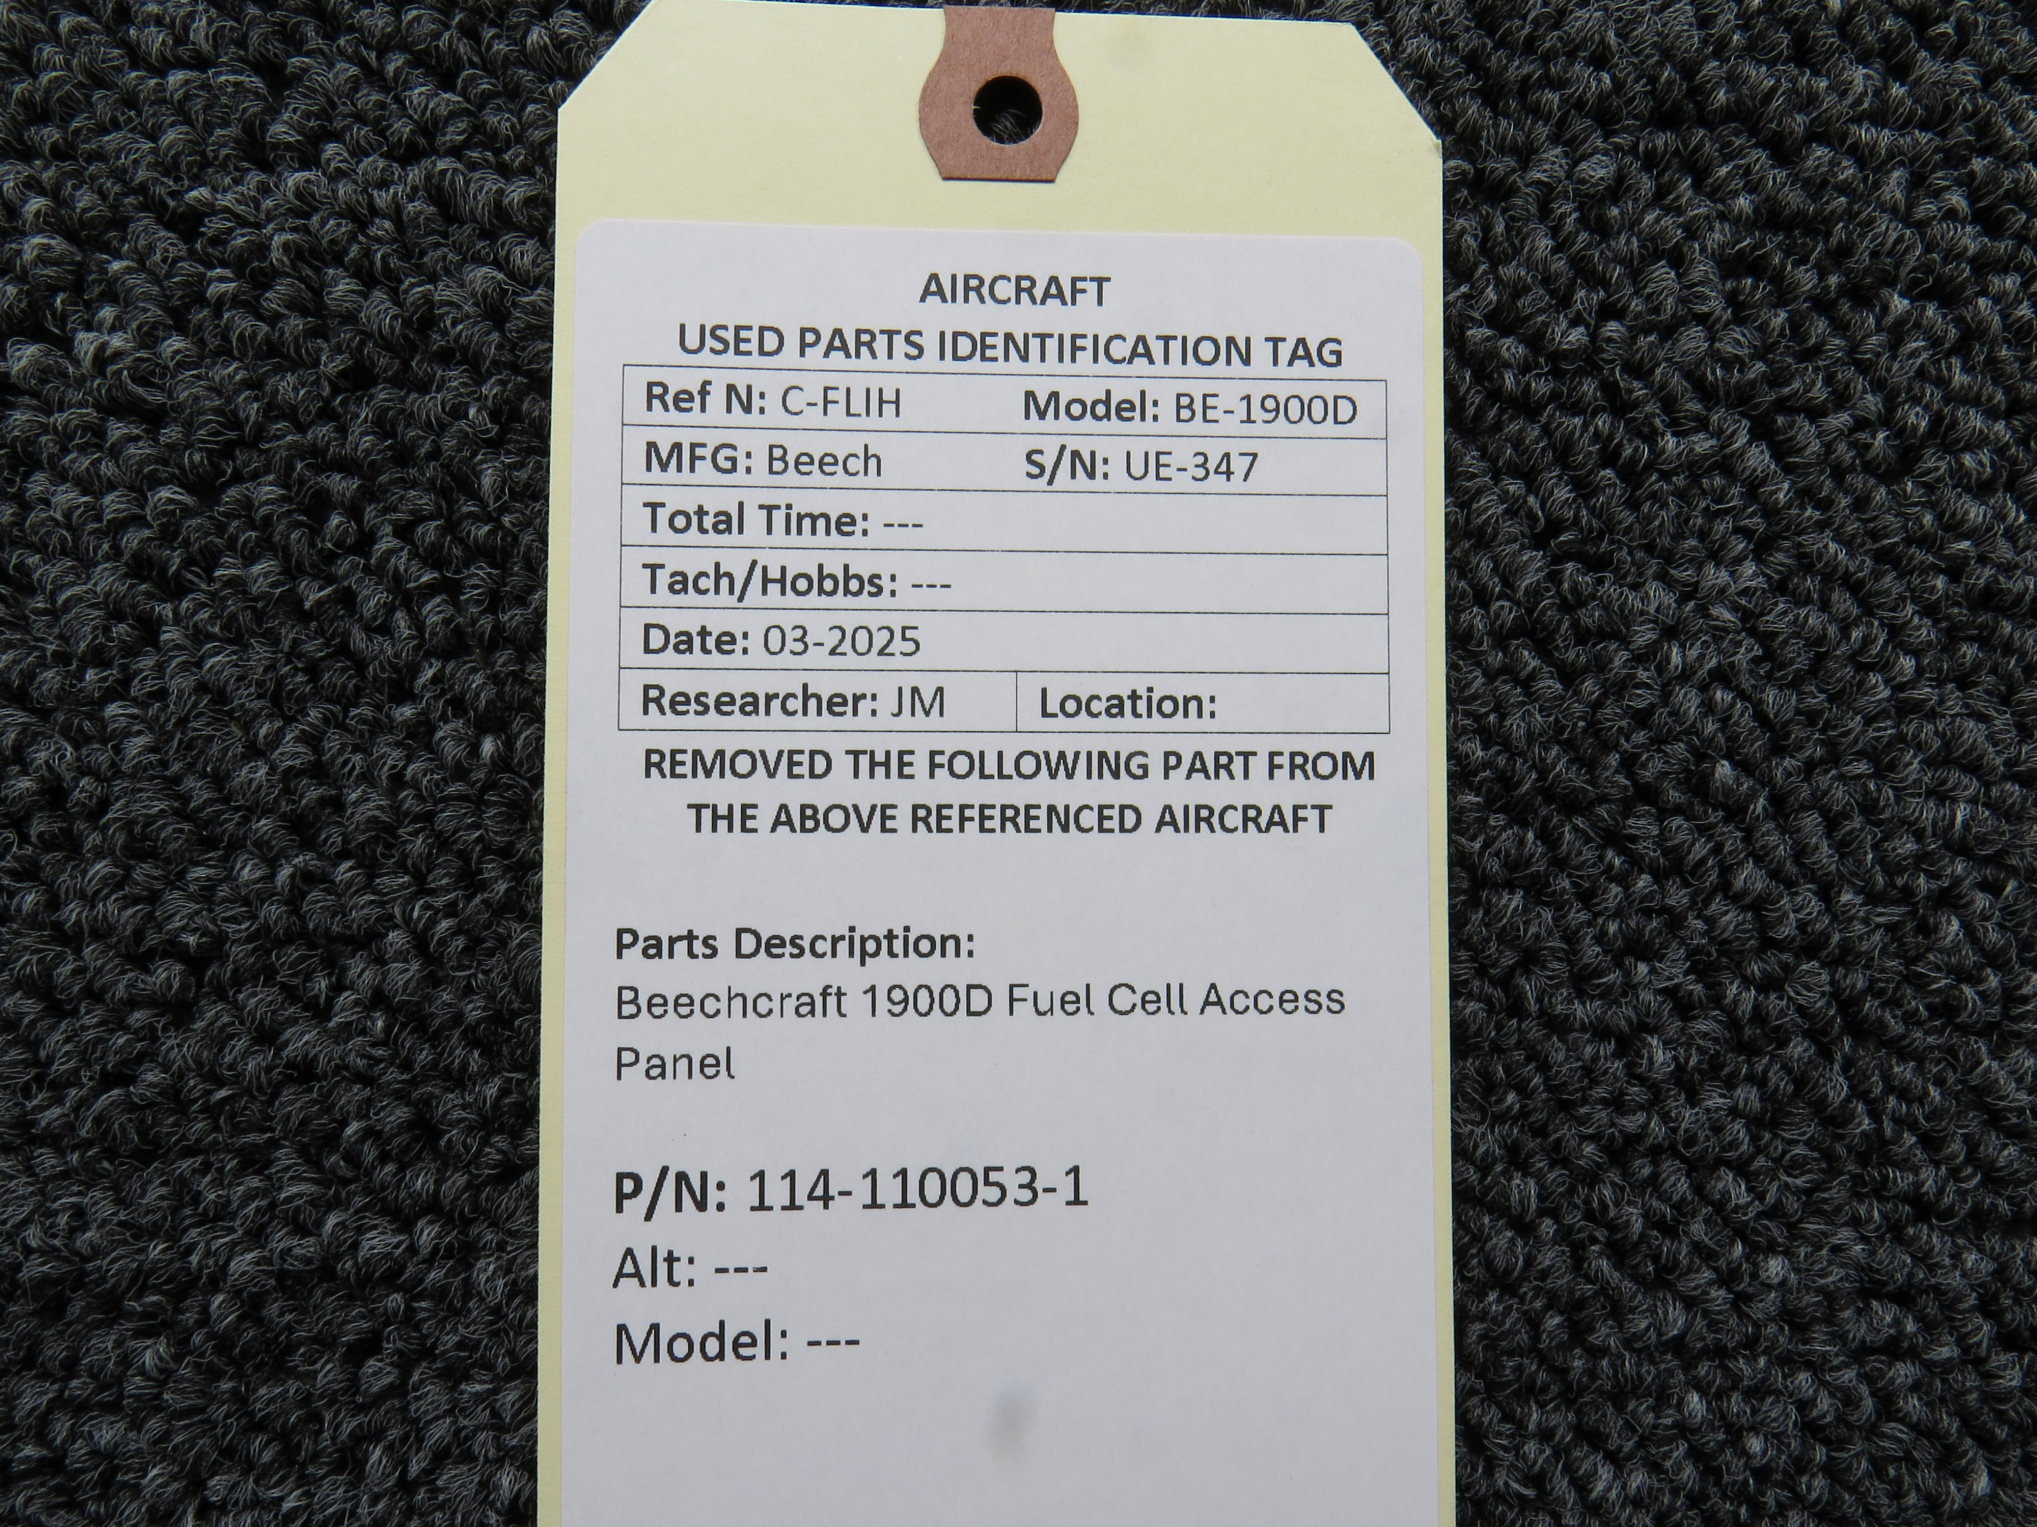 AIRCRAFT
USED PARTS IDENTIFICATION TAG
Ref N: C-FLIH Model: BE-1900D
MFG: Beech S/N: UE-347
Total Time: ---
Tach/Hobbs: ---
Date: 03-2025
Researcher: JM Location:
REMOVED THE FOLLOWING PART FROM
THE ABOVE REFERENCED AIRCRAFT
Parts Description:
Beechcraft 1900D Fuel Cell Access
Panel
P/N: 114-110053-1
Alt: ---
Model: ---